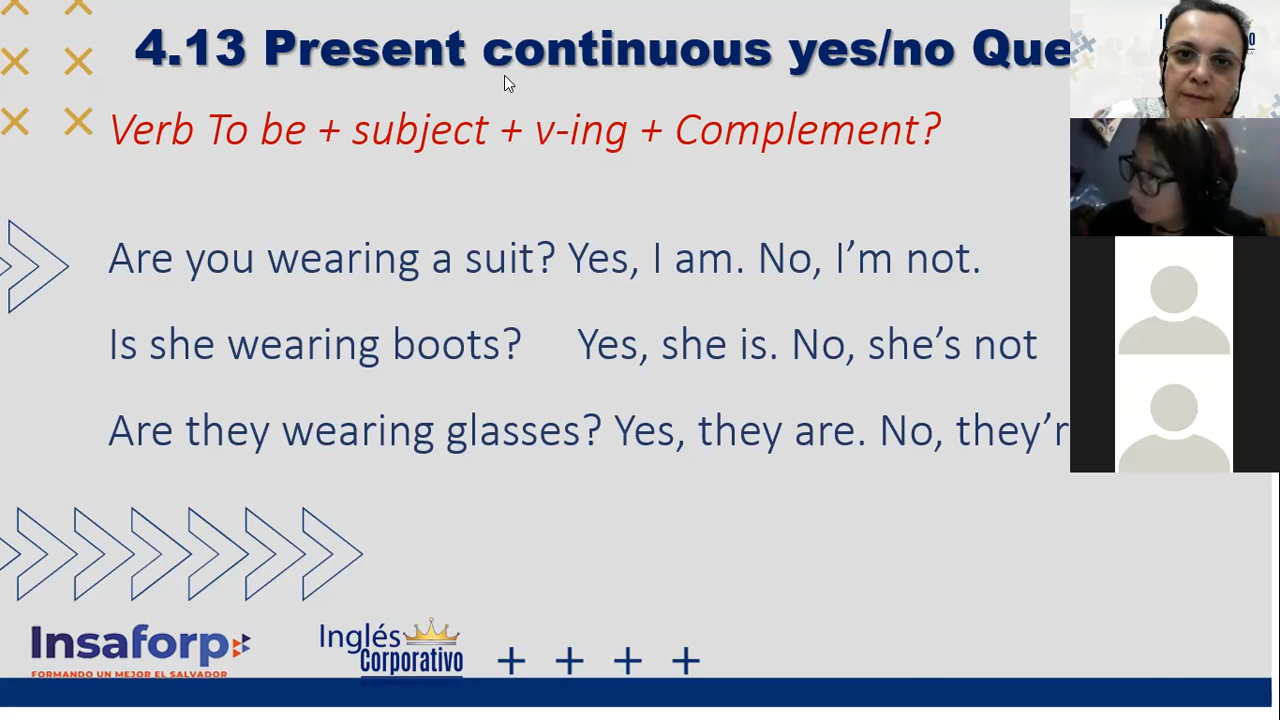 4.13 Present continuous yes/no Que
Verb To be + subject + v-ing + Complement?
Are you wearing a suit? Yes, I am. No, I’m not.
Is she wearing boots? Yes, she is. No, she’s not
Are they wearing glasses? Yes, they are. No, they’r
Insaforp
FORMANDO UN MEJOR EL SALVADOR
Inglés
Corporativo